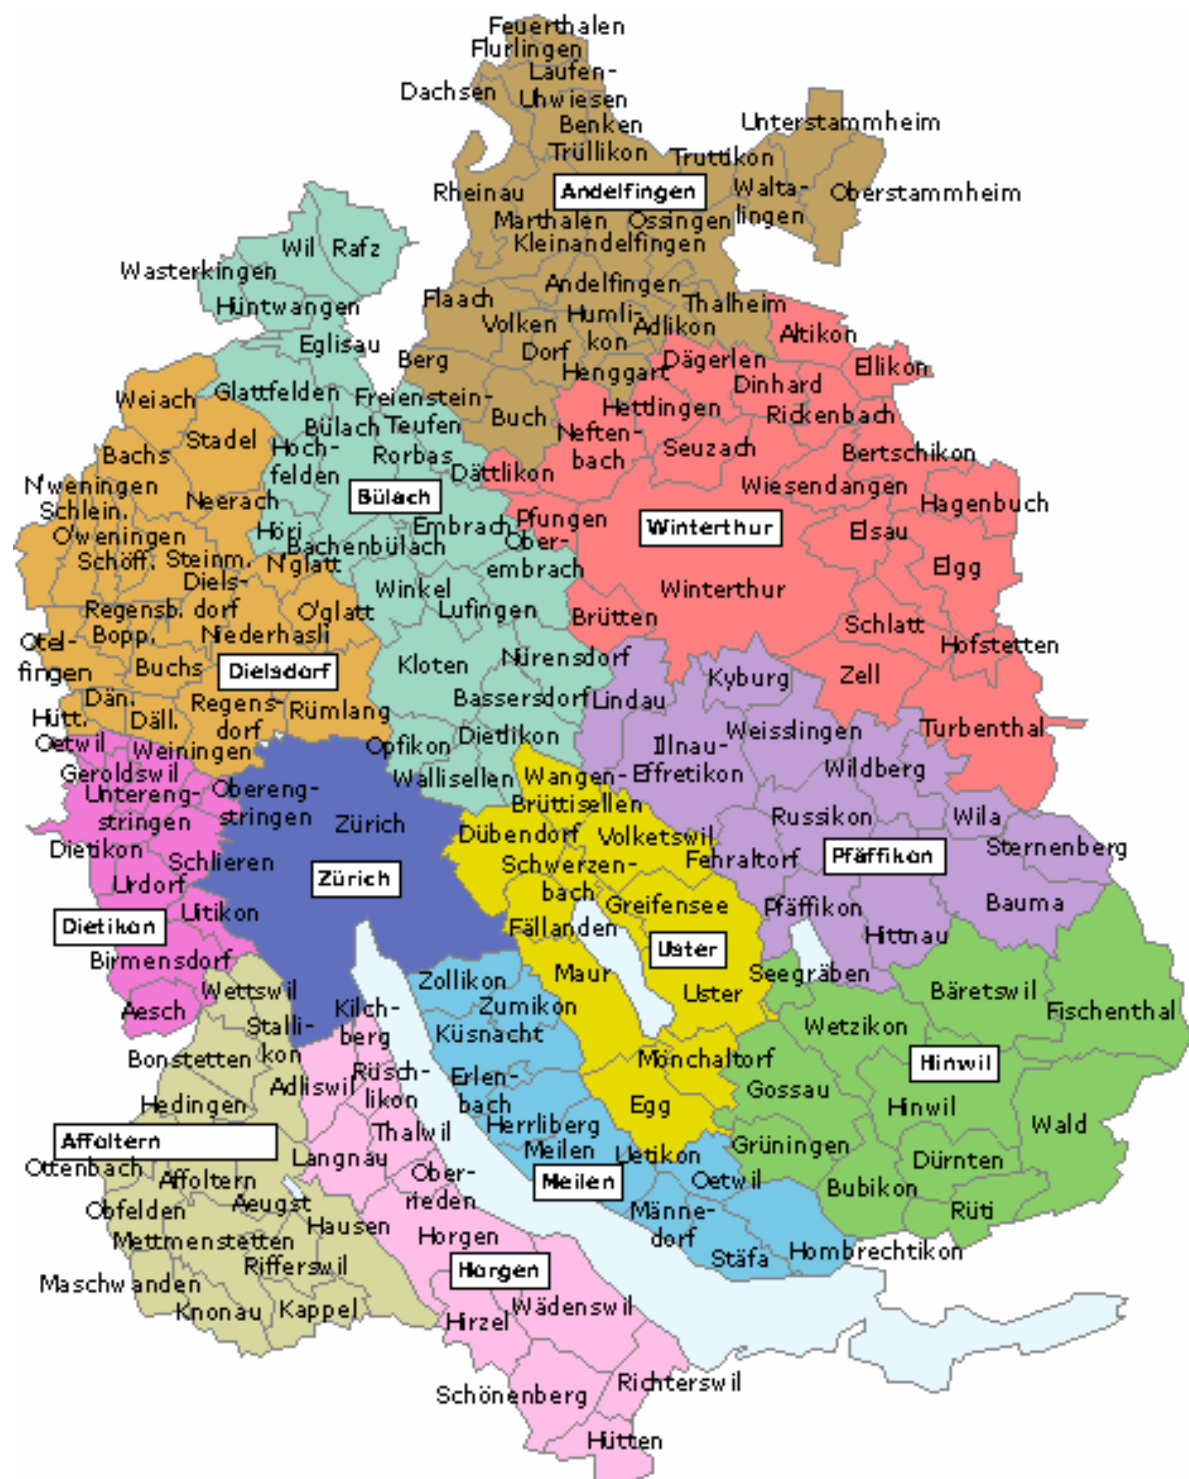 Feuerthalen
Flurlingen
Laufen-
Uhwiesen
Dachsen
Benken
Trüllikon
Truttikon
Unterstammheim
Oberstammheim
Walta-
lingen
Rheinau
Andelfingen
Marthalen
Ossingen
Kleinandelfingen
Andelfingen
Flaach
Thalheim
Humli-
kon
Adlikon
Volken
Dorf
Berg
Henggart
Buch
Wil
Rafz
Wasterkingen
Hüntwangen
Eglisau
Glattfelden
Freienstein-
Teufen
Bülach
Hoch-
felden
Rorbas
Bülach
Höri
Embrach
Bachenbülach
Ober-
embrach
Winkel
Lufingen
Kloten
Nürensdorf
Bassersdorf
Dietlikon
Opfikon
Wallisellen
Altikon
Ellikon
Dägerlen
Dinhard
Rickenbach
Hettlingen
Neften-
bach
Seuzach
Bertschikon
Dättlikon
Wiesendangen
Hagenbuch
Pfungen
Winterthur
Elsau
Elgg
Winterthur
Brütten
Schlatt
Hofstetten
Zell
Turbenthal
Weiach
Stadel
Bachs
N'weningen
Neerach
Schlein.
O'weningen
Schöff.
Steinm.
N'glatt
Diels-
dorf
Regensb.
O'glatt
Bopp.
Niederhasli
Otel-
fingen
Buchs
Dielsdorf
Dän.
Regens-
dorf
Rümlang
Hütt.
Däll.
Oetwil
Weiningen
Geroldswil
Obereng-
stringen
Untereng-
stringen
Dietikon
Schlieren
Urdorf
Uitikon
Dietikon
Birmensdorf
Aesch
Zürich
Zürich
Lindau
Kyburg
Weisslingen
Illnau-
Effretikon
Wildberg
Russikon
Wila
Sternenberg
Fehraltorf
Pfäffikon
Pfäffikon
Bauma
Hittnau
Wangen-
Brüttisellen
Dübendorf
Volketswil
Schwerzen-
bach
Greifensee
Fällanden
Uster
Maur
Uster
Mönchaltorf
Egg
Seegräben
Bäretswil
Fischenthal
Wetzikon
Hinwil
Gossau
Hinwil
Wald
Grüningen
Dürnten
Bubikon
Rüti
Zollikon
Zumikon
Küsnacht
Erlen-
bach
Herrliberg
Meilen
Uetikon
Meilen
Oetwil
Männe-
dorf
Stäfa
Hombrechtikon
Kilch-
berg
Adliswil
Rüsch-
likon
Thalwil
Langnau
Ober-
rieden
Horgen
Horgen
Wädenswil
Hirzel
Schönenberg
Richterswil
Hütten
Wettswil
Stalli-
kon
Bonstetten
Hedingen
Affoltern
Ottenbach
Affoltern
Aeugst
Obfelden
Hausen
Mettmenstetten
Rifferswil
Maschwanden
Knonau
Kappel